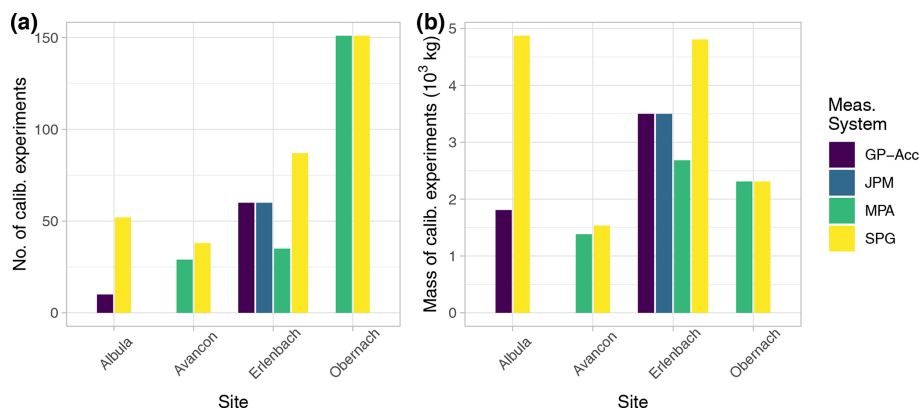 (a)
No. of calib. experiments
150
100
50
0
Albula
Avancon
Erlenbach
Obernach
Site
(b)
Mass of calib. experiments (10³ kg)
5
4
3
2
1
0
Albula
Avancon
Erlenbach
Obernach
Site
Meas.
System
GP−Acc
JPM
MPA
SPG